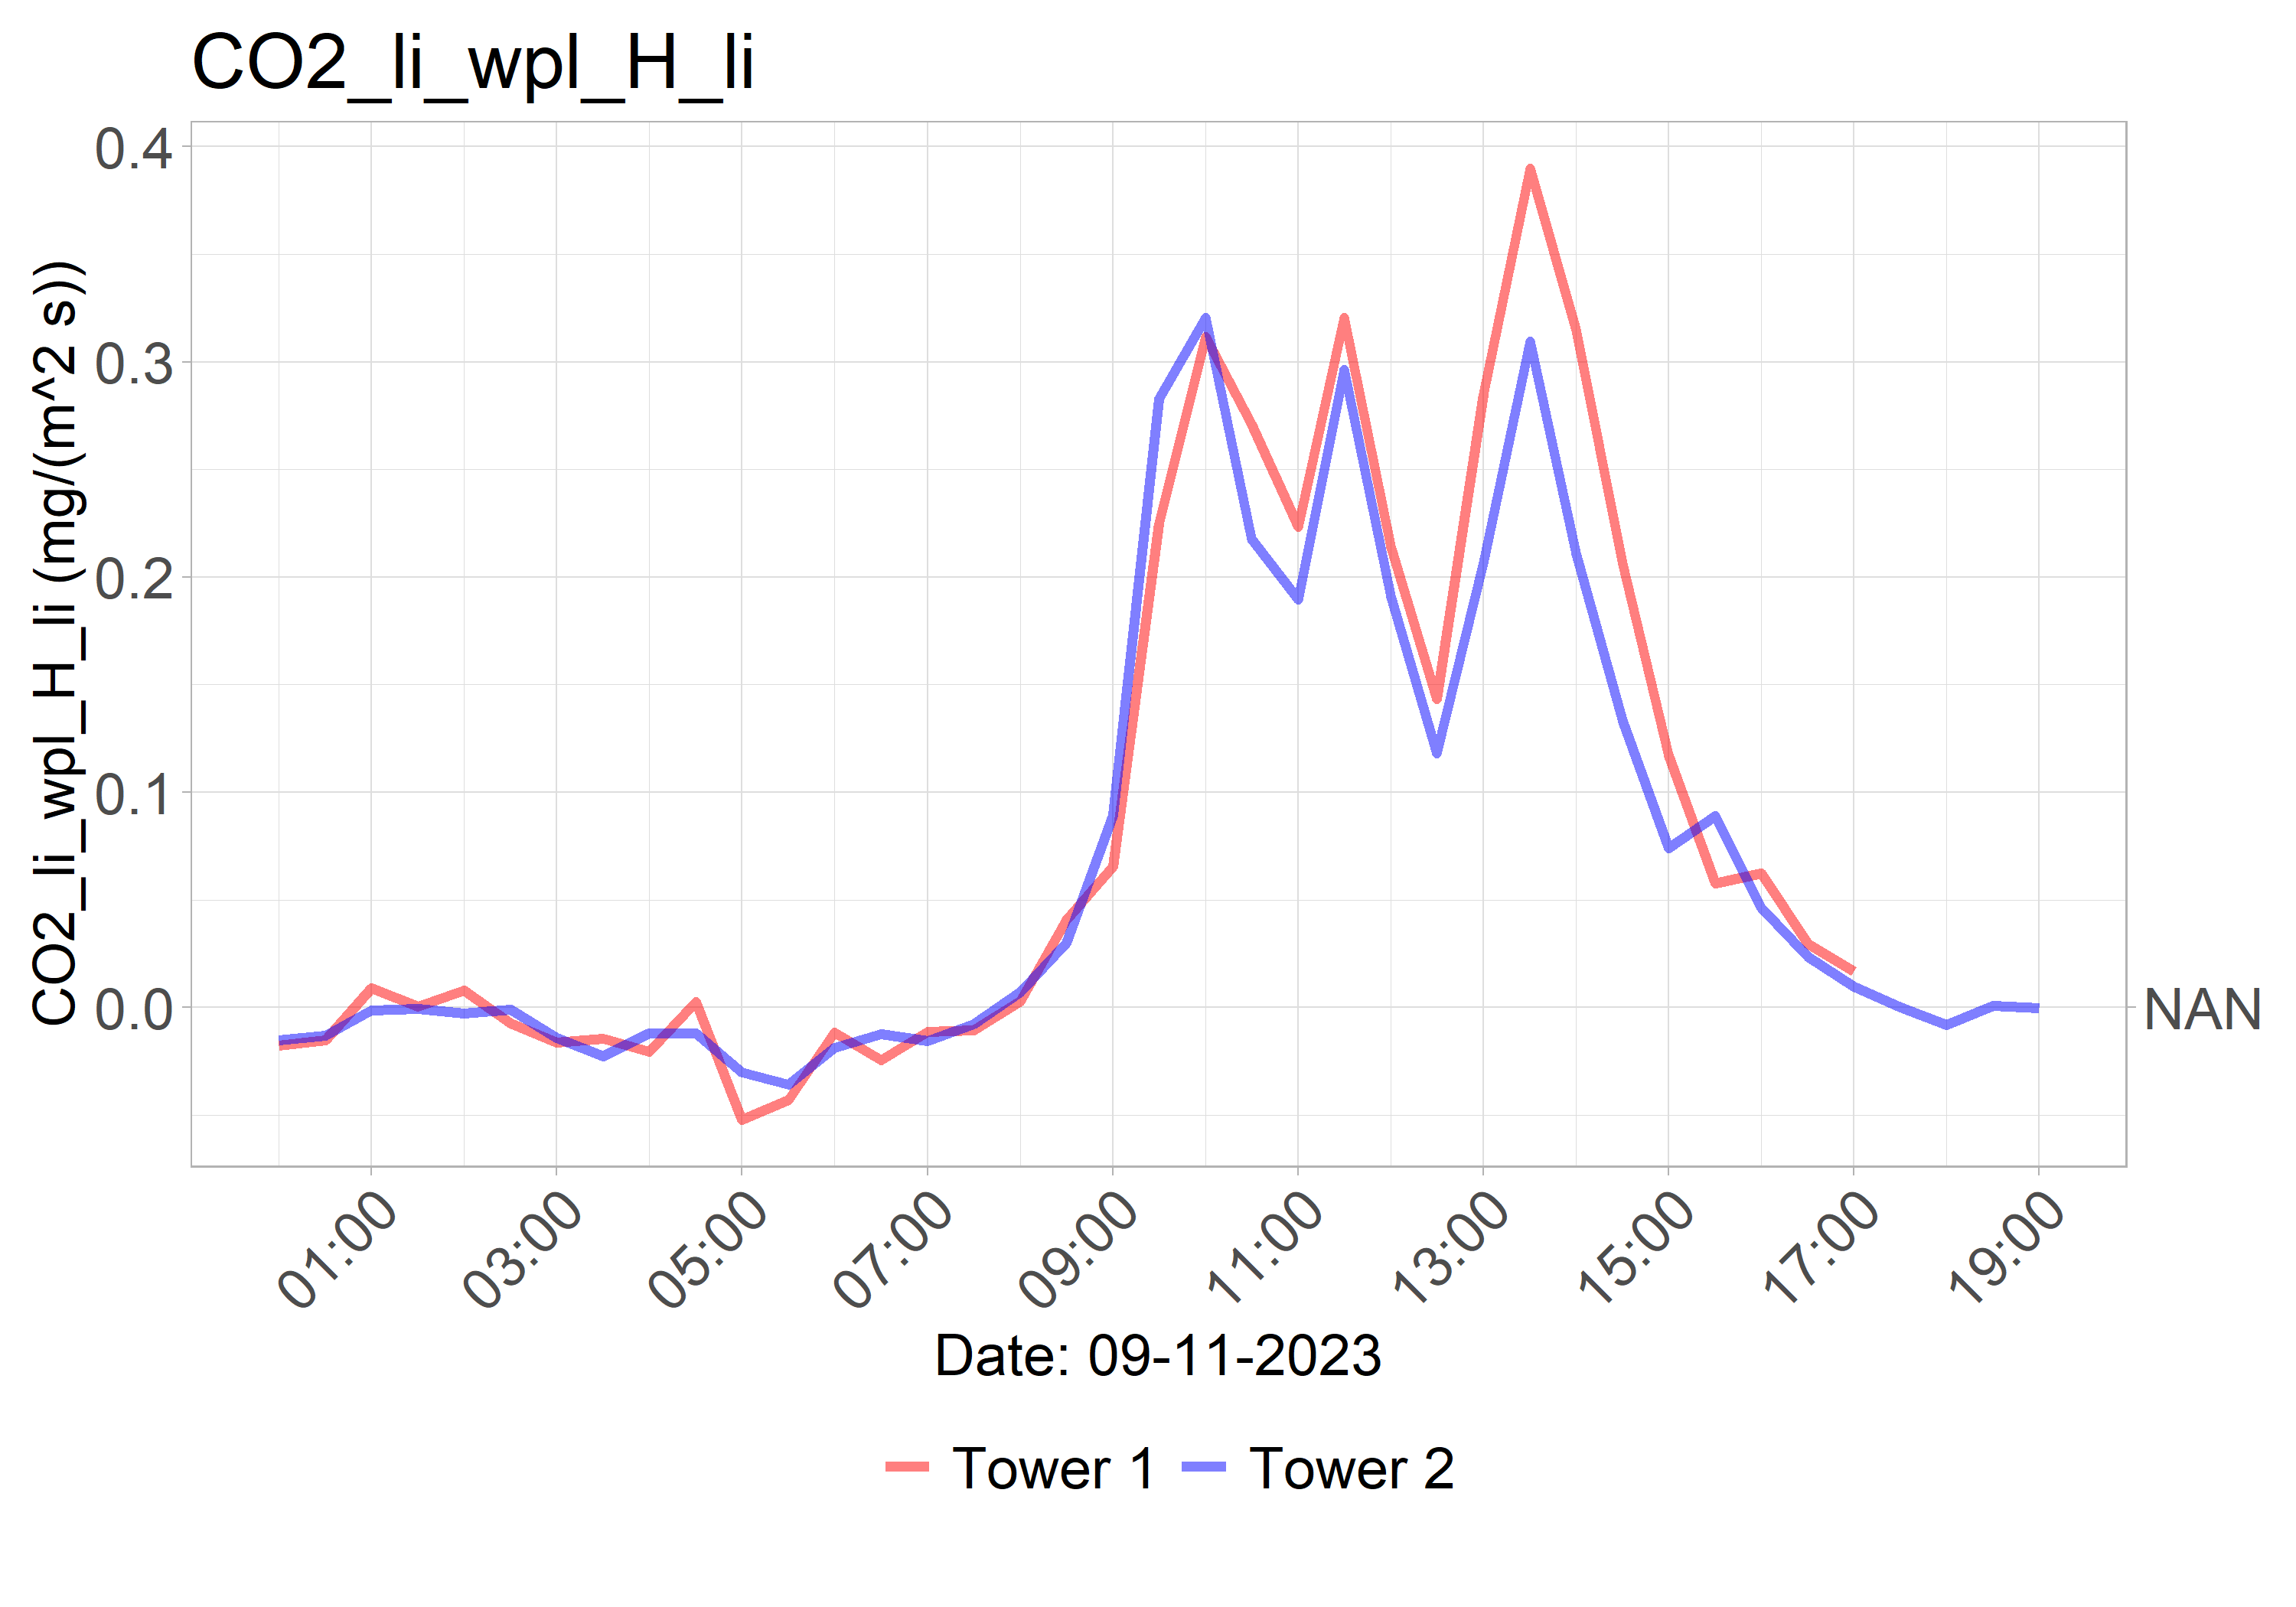 CO2_li_wpl_H_li
CO2_li_wpl_H_li (mg/(m^2 s))
0.4
0.3
0.2
0.1
0.0
NAN
01:00
03:00
05:00
07:00
09:00
11:00
13:00
15:00
17:00
19:00
Date: 09-11-2023
Tower 1
Tower 2